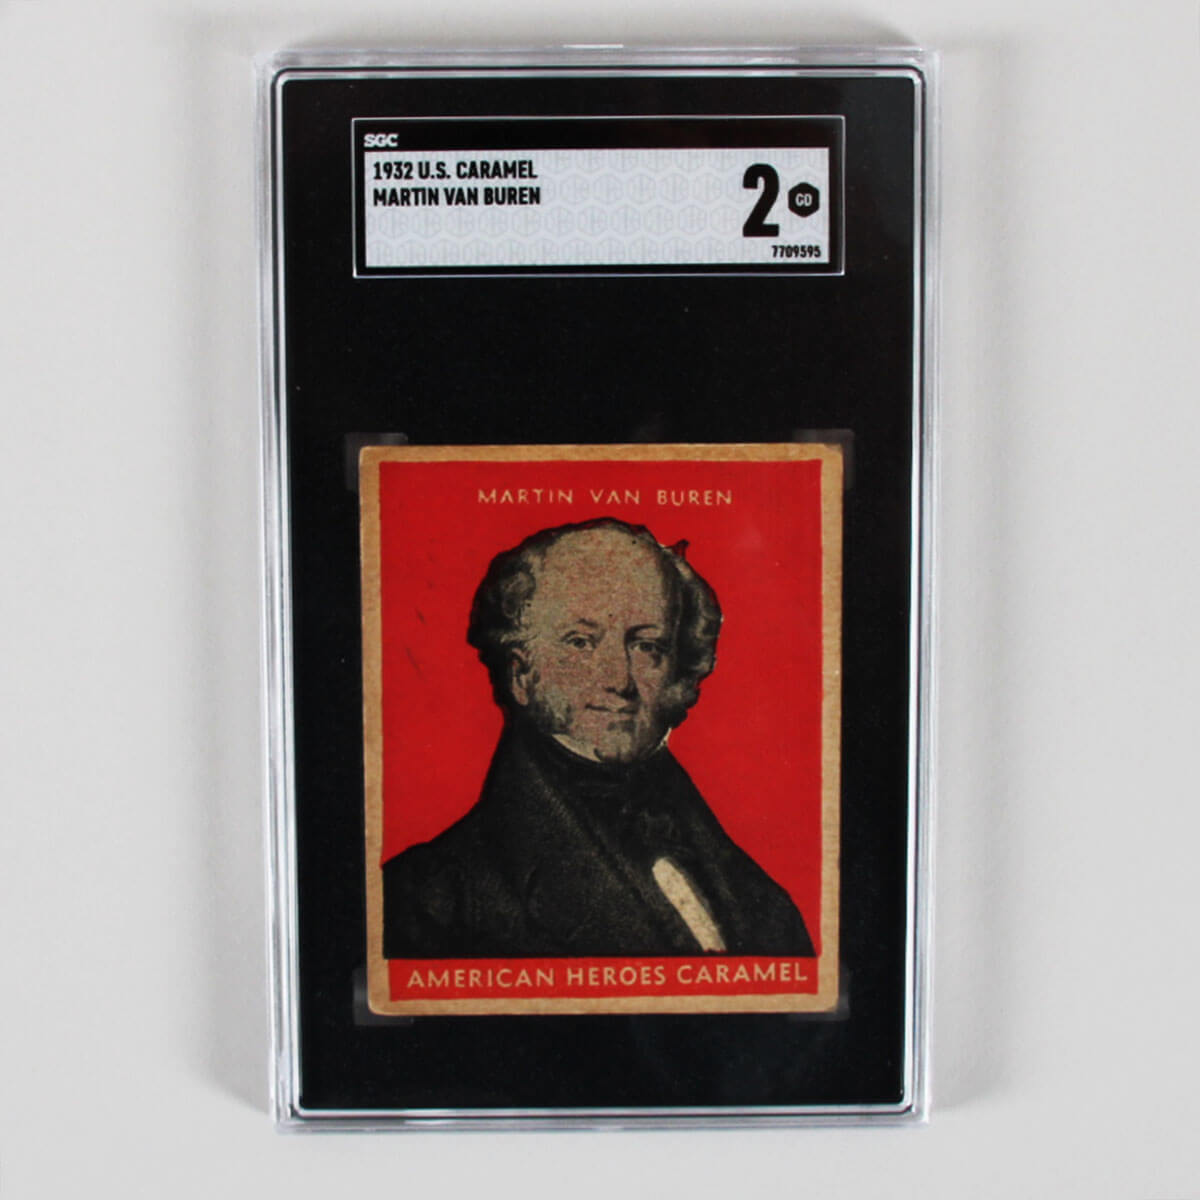 SGC
1932 U.S. CARAMEL
MARTIN VAN BUREN
2 GD
7709595
MARTIN VAN BUREN
AMERICAN HEROES CARAMEL